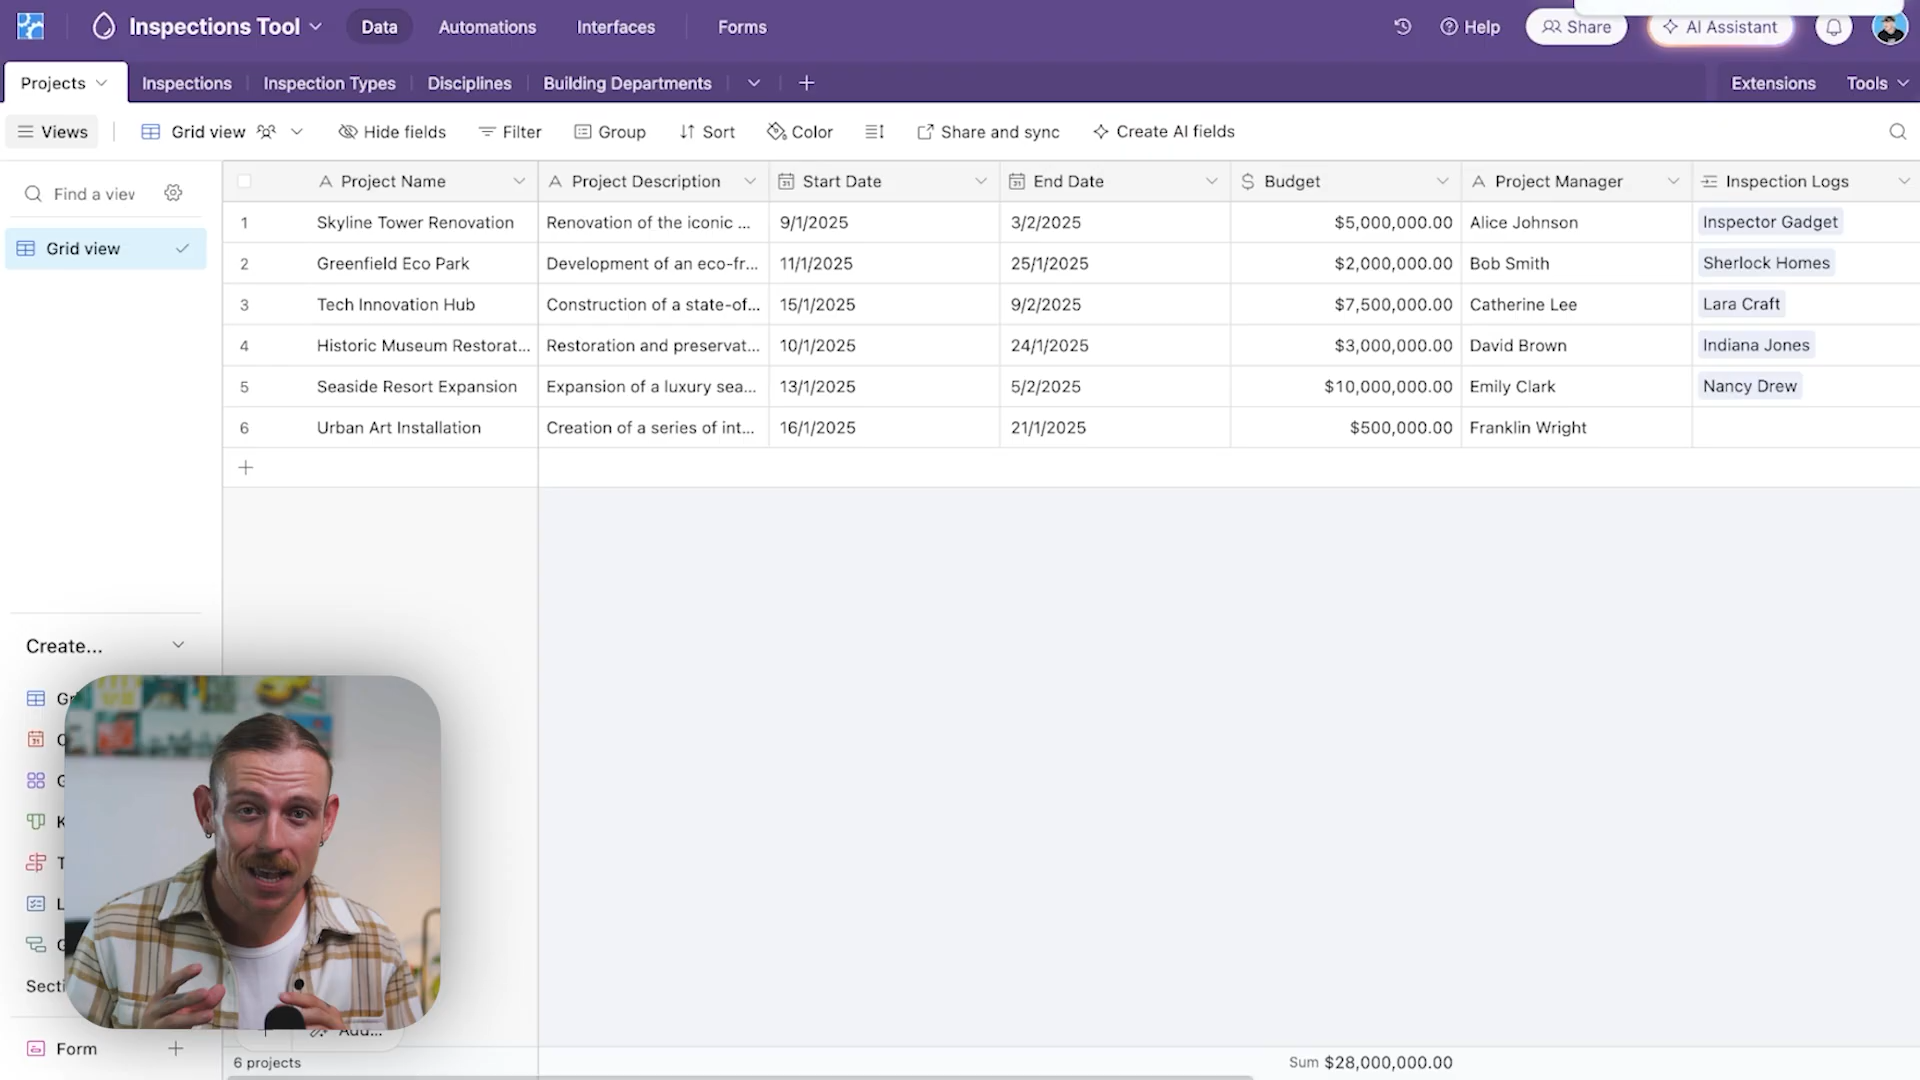 Inspections Tool Data Automations Interfaces Forms Help Share AI Assistant
Projects Inspections Inspection Types Disciplines Building Departments Extensions Tools
Views Grid view Hide fields Filter Group Sort Color Share and sync Create AI fields
Find a view
Grid view
Project Name Project Description Start Date End Date Budget Project Manager Inspection Logs
1 Skyline Tower Renovation Renovation of the iconic ... 9/1/2025 3/2/2025 $5,000,000.00 Alice Johnson Inspector Gadget
2 Greenfield Eco Park Development of an eco-fr... 11/1/2025 25/1/2025 $2,000,000.00 Bob Smith Sherlock Homes
3 Tech Innovation Hub Construction of a state-of... 15/1/2025 9/2/2025 $7,500,000.00 Catherine Lee Lara Craft
4 Historic Museum Restorat... Restoration and preservat... 10/1/2025 24/1/2025 $3,000,000.00 David Brown Indiana Jones
5 Seaside Resort Expansion Expansion of a luxury sea... 13/1/2025 5/2/2025 $10,000,000.00 Emily Clark Nancy Drew
6 Urban Art Installation Creation of a series of int... 16/1/2025 21/1/2025 $500,000.00 Franklin Wright
Create...
Form
Add...
6 projects Sum $28,000,000.00